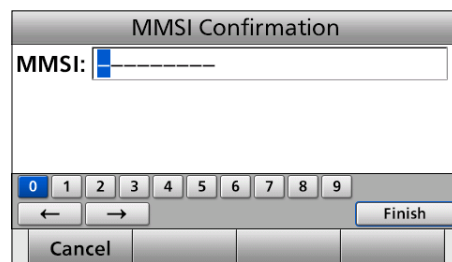 MMSI Confirmation
MMSI: ---------
0 1 2 3 4 5 6 7 8 9
← → Finish
Cancel